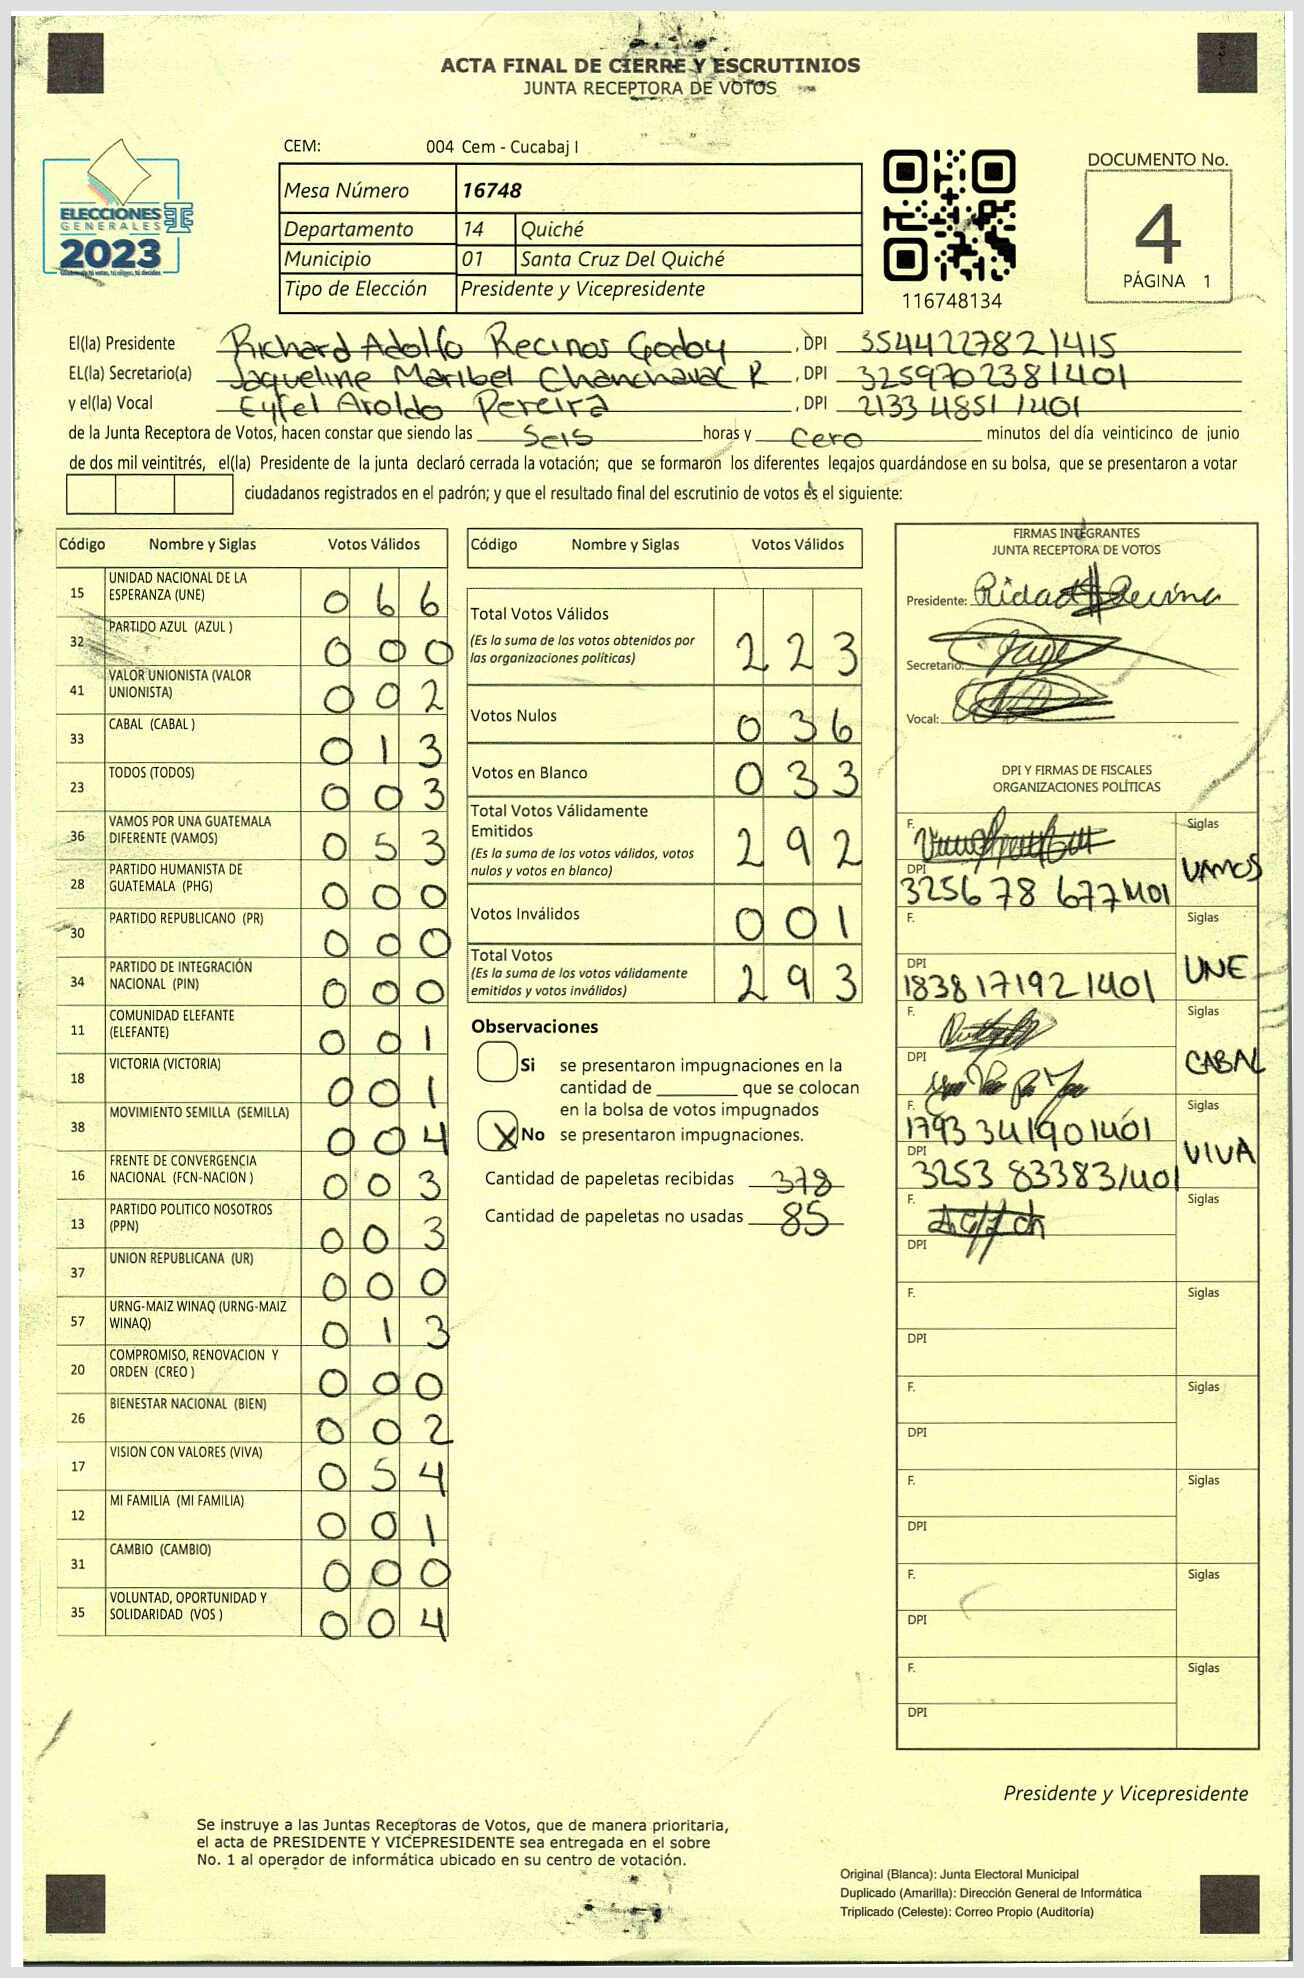 ACTA FINAL DE CIERRE Y ESCRUTINIOS
JUNTA RECEPTORA DE VOTOS
CEM: 004 Cem - Cucabaj I
Mesa Número 16748
Departamento 14 Quiché
Municipio 01 Santa Cruz Del Quiché
Tipo de Elección Presidente y Vicepresidente
ELECCIONES
GENERALES
2023
116748134
DOCUMENTO No.
4
PÁGINA 1
El(la) Presidente Richard Adolfo Recinos Godoy, DPI 3544227821415
EL(la) Secretario(a) Jaqueline Maribel Chanchavac R, DPI 3259702381401
y el(la) Vocal Eyfel Aroldo Pereira, DPI 2133 4851 1401
de la Junta Receptora de Votos, hacen constar que siendo las Seis horas y Cero minutos del día veinticinco de junio
de dos mil veintitrés, el(la) Presidente de la junta declaró cerrada la votación; que se formaron los diferentes legajos quardándose en su bolsa, que se presentaron a votar
ciudadanos registrados en el padrón; y que el resultado final del escrutinio de votos es el siguiente:
Código Nombre y Siglas Votos Válidos
15 UNIDAD NACIONAL DE LA
ESPERANZA (UNE) 066
32 PARTIDO AZUL (AZUL ) 000
41 VALOR UNIONISTA (VALOR
UNIONISTA) 002
33 CABAL (CABAL ) 013
23 TODOS (TODOS) 003
36 VAMOS POR UNA GUATEMALA
DIFERENTE (VAMOS) 053
28 PARTIDO HUMANISTA DE
GUATEMALA (PHG) 000
30 PARTIDO REPUBLICANO (PR) 000
34 PARTIDO DE INTEGRACIÓN
NACIONAL (PIN) 000
11 COMUNIDAD ELEFANTE
(ELEFANTE) 001
18 VICTORIA (VICTORIA) 001
38 MOVIMIENTO SEMILLA (SEMILLA) 004
16 FRENTE DE CONVERGENCIA
NACIONAL (FCN-NACION ) 003
13 PARTIDO POLITICO NOSOTROS
(PPN) 003
37 UNION REPUBLICANA (UR) 000
57 URNG-MAIZ WINAQ (URNG-MAIZ
WINAQ) 013
20 COMPROMISO, RENOVACION Y
ORDEN (CREO ) 000
26 BIENESTAR NACIONAL (BIEN) 002
17 VISION CON VALORES (VIVA) 054
12 MI FAMILIA (MI FAMILIA) 001
31 CAMBIO (CAMBIO) 000
35 VOLUNTAD, OPORTUNIDAD Y
SOLIDARIDAD (VOS ) 004
Código Nombre y Siglas Votos Válidos
Total Votos Válidos
(Es la suma de los votos obtenidos por
las organizaciones políticas) 223
Votos Nulos 036
Votos en Blanco 033
Total Votos Válidamente
Emitidos
(Es la suma de los votos válidos, votos
nulos y votos en blanco) 292
Votos Inválidos 001
Total Votos
(Es la suma de los votos válidamente
emitidos y votos inválidos) 293
Observaciones
Si se presentaron impugnaciones en la
cantidad de ________ que se colocan
en la bolsa de votos impugnados
X No se presentaron impugnaciones.
Cantidad de papeletas recibidas 378
Cantidad de papeletas no usadas 85
FIRMAS INTEGRANTES
JUNTA RECEPTORA DE VOTOS
Presidente:
Secretario:
Vocal:
DPI Y FIRMAS DE FISCALES
ORGANIZACIONES POLÍTICAS
F. Siglas
VAMOS
DPI
3256 78 677 1401
F. Siglas
UNE
DPI
1838171921401
F. Siglas
CABAL
DPI
F. Siglas
1793 341901401
VIVA
DPI
3253 833831401
F. Siglas
DPI
F. Siglas
DPI
F. Siglas
DPI
F. Siglas
DPI
F. Siglas
DPI
F. Siglas
DPI
Presidente y Vicepresidente
Se instruye a las Juntas Receptoras de Votos, que de manera prioritaria,
el acta de PRESIDENTE Y VICEPRESIDENTE sea entregada en el sobre
No. 1 al operador de informática ubicado en su centro de votación.
Original (Blanca): Junta Electoral Municipal
Duplicado (Amarilla): Dirección General de Informática
Triplicado (Celeste): Correo Propio (Auditoría)